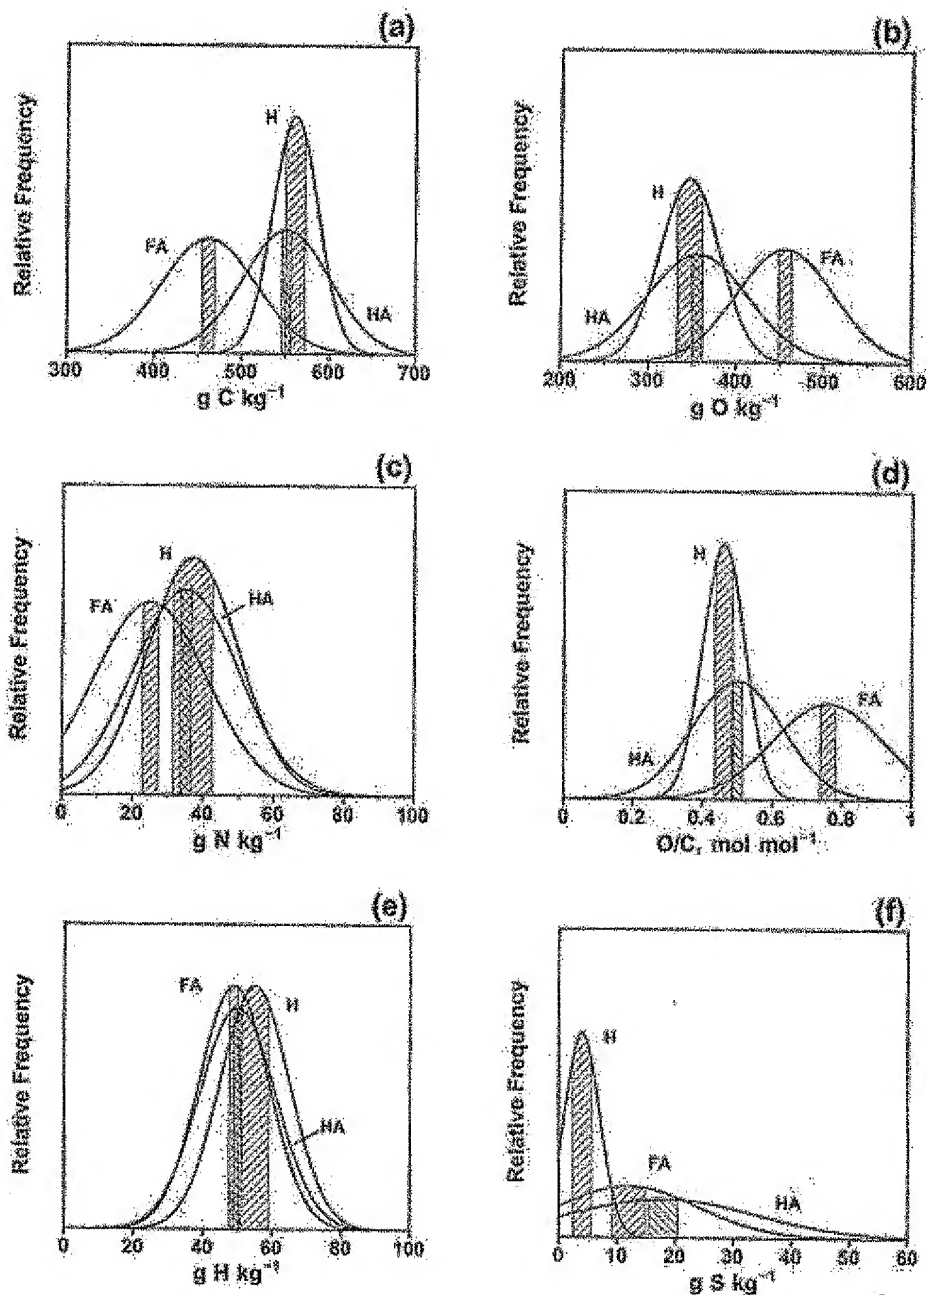 (a)
Relative Frequency
H
FA
HA
300 400 500 600 700
g C kg⁻¹
(b)
Relative Frequency
H
FA
HA
200 300 400 500 600
g O kg⁻¹
(c)
Relative Frequency
H
FA
HA
0 20 40 60 80 100
g N kg⁻¹
(d)
Relative Frequency
H
FA
HA
0 0.2 0.4 0.6 0.8 1
O/C, mol mol⁻¹
(e)
Relative Frequency
FA
H
HA
0 20 40 60 80 100
g H kg⁻¹
(f)
Relative Frequency
H
FA
HA
0 10 20 30 40 50 60
g S kg⁻¹